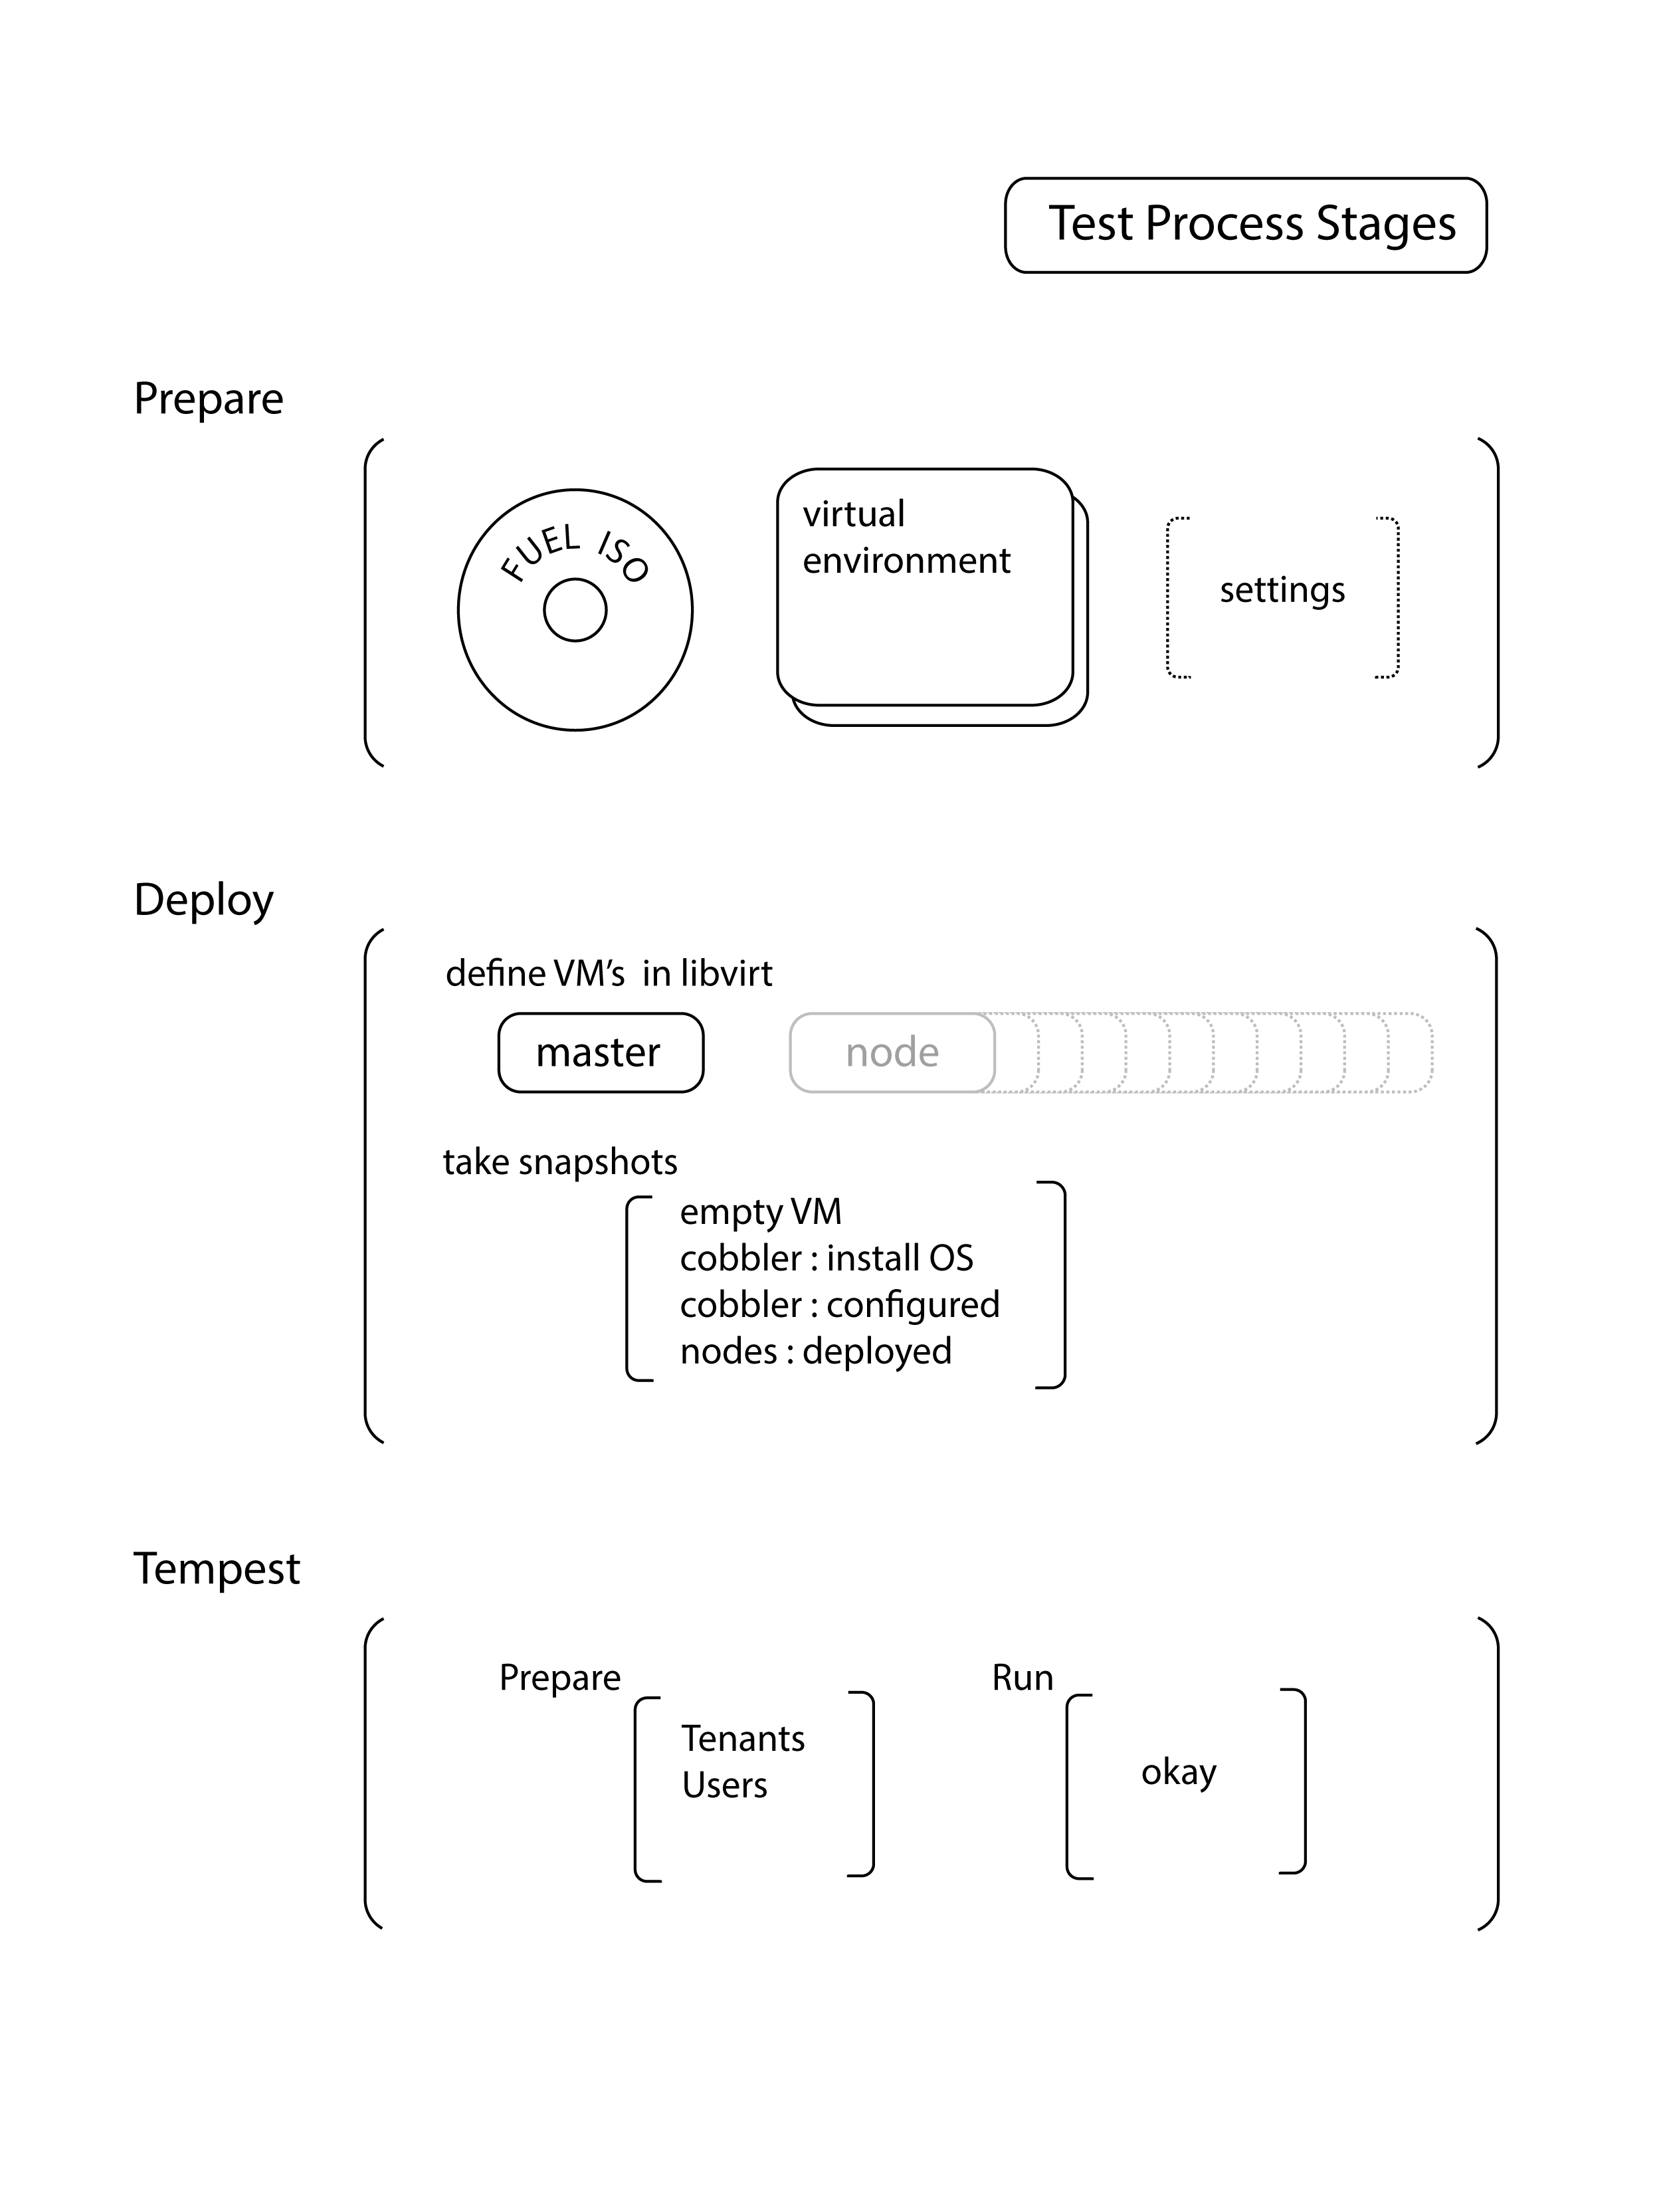 Test Process Stages
Prepare
FUEL ISO
virtual
environment
settings
Deploy
define VM’s  in libvirt
master
node
take snapshots
empty VM
cobbler : install OS
cobbler : configured
nodes : deployed
Tempest
Prepare
Tenants
Users
Run
okay